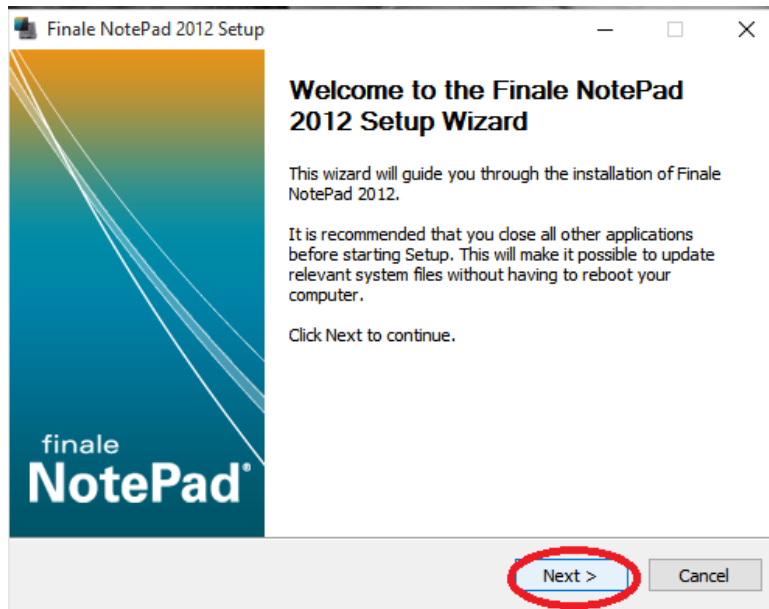 Finale NotePad 2012 Setup
Welcome to the Finale NotePad
2012 Setup Wizard
This wizard will guide you through the installation of Finale
NotePad 2012.
It is recommended that you close all other applications
before starting Setup. This will make it possible to update
relevant system files without having to reboot your
computer.
Click Next to continue.
finale
NotePad®
Next >
Cancel